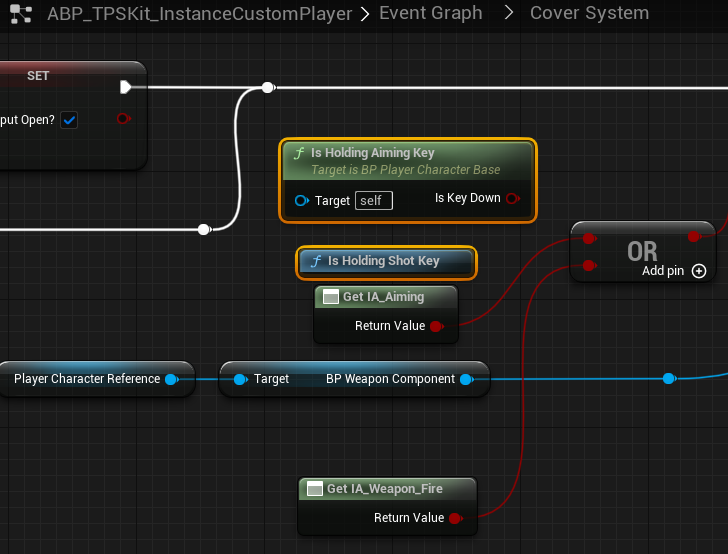 ABP_TPSKit_InstanceCustomPlayer > Event Graph > Cover System
SET
put Open?
Is Holding Aiming Key
Target is BP Player Character Base
Target self
Is Key Down
OR
Add pin
Is Holding Shot Key
Get IA_Aiming
Return Value
Player Character Reference
Target
BP Weapon Component
Get IA_Weapon_Fire
Return Value